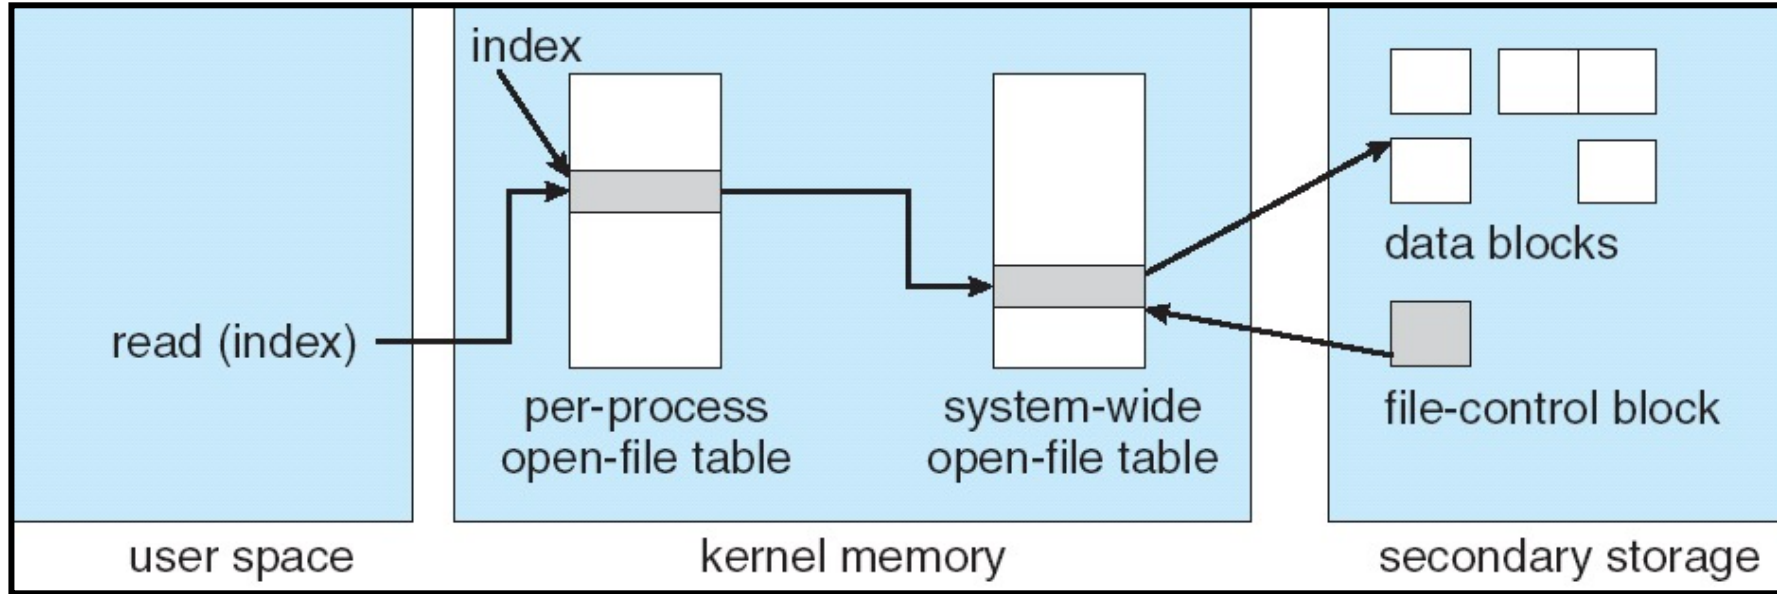 index
read (index)
per-process
open-file table
system-wide
open-file table
data blocks
file-control block
user space
kernel memory
secondary storage